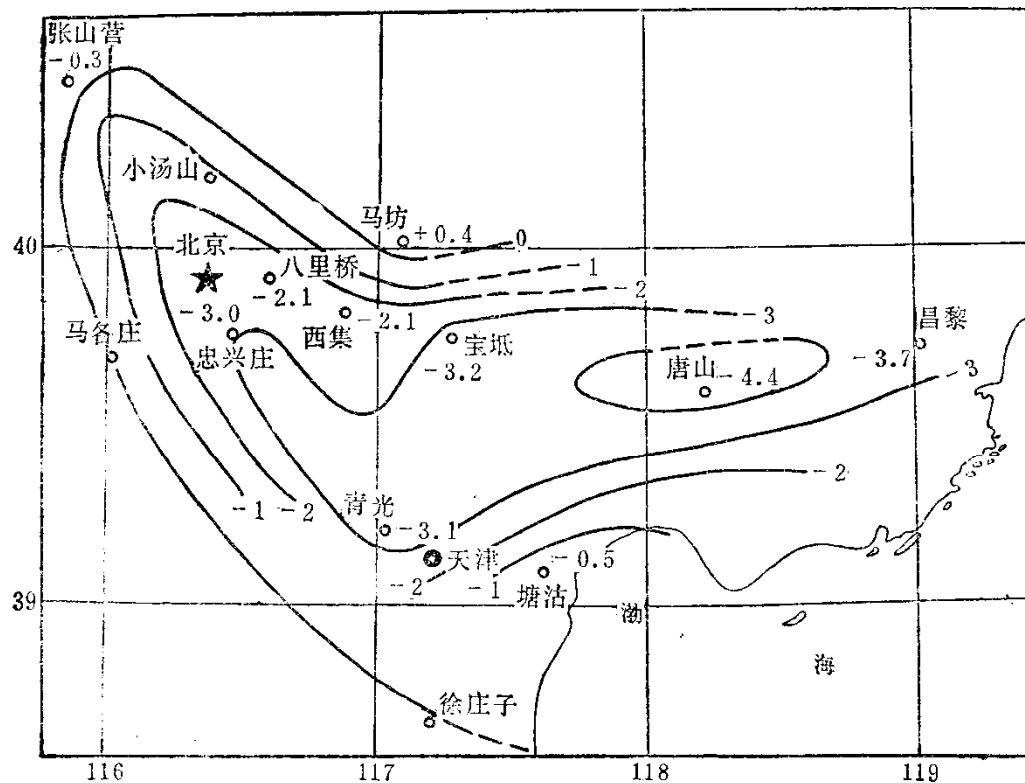 张山营
-0.3
小汤山
马坊
+0.4
0
40
北京
八里桥
-2.1
-1
-2
-3.0
西集
-2.1
-3
昌黎
马各庄
忠兴庄
宝坻
-3.2
唐山
-4.4
-3.7
-3
-2
青光
-3.1
-1
-2
天津
-0.5
-2
-1
塘沽
39
渤
海
徐庄子
116
117
118
119